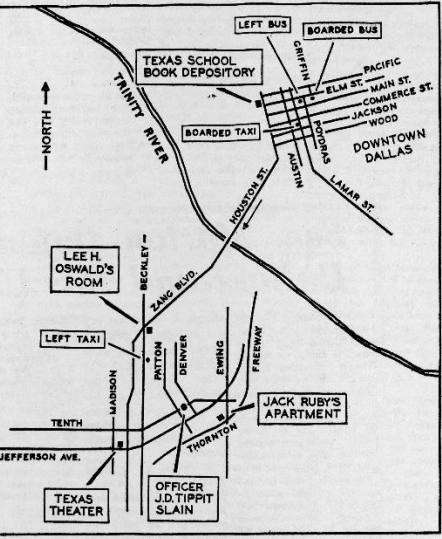 LEFT BUS
BOARDED BUS
GRIFFIN
TEXAS SCHOOL
BOOK DEPOSITORY
PACIFIC
ELM ST.
MAIN ST.
COMMERCE ST.
JACKSON
WOOD
POYDRAS
BOARDED TAXI
DOWNTOWN
DALLAS
AUSTIN
LAMAR ST.
TRINITY RIVER
NORTH
HOUSTON ST.
LEE H.
OSWALD'S
ROOM
BECKLEY
ZANG BLVD.
LEFT TAXI
PATTON
DENVER
EWING
FREEWAY
MADISON
JACK RUBY'S
APARTMENT
TENTH
THORNTON
JEFFERSON AVE.
TEXAS
THEATER
OFFICER
J.D. TIPPIT
SLAIN